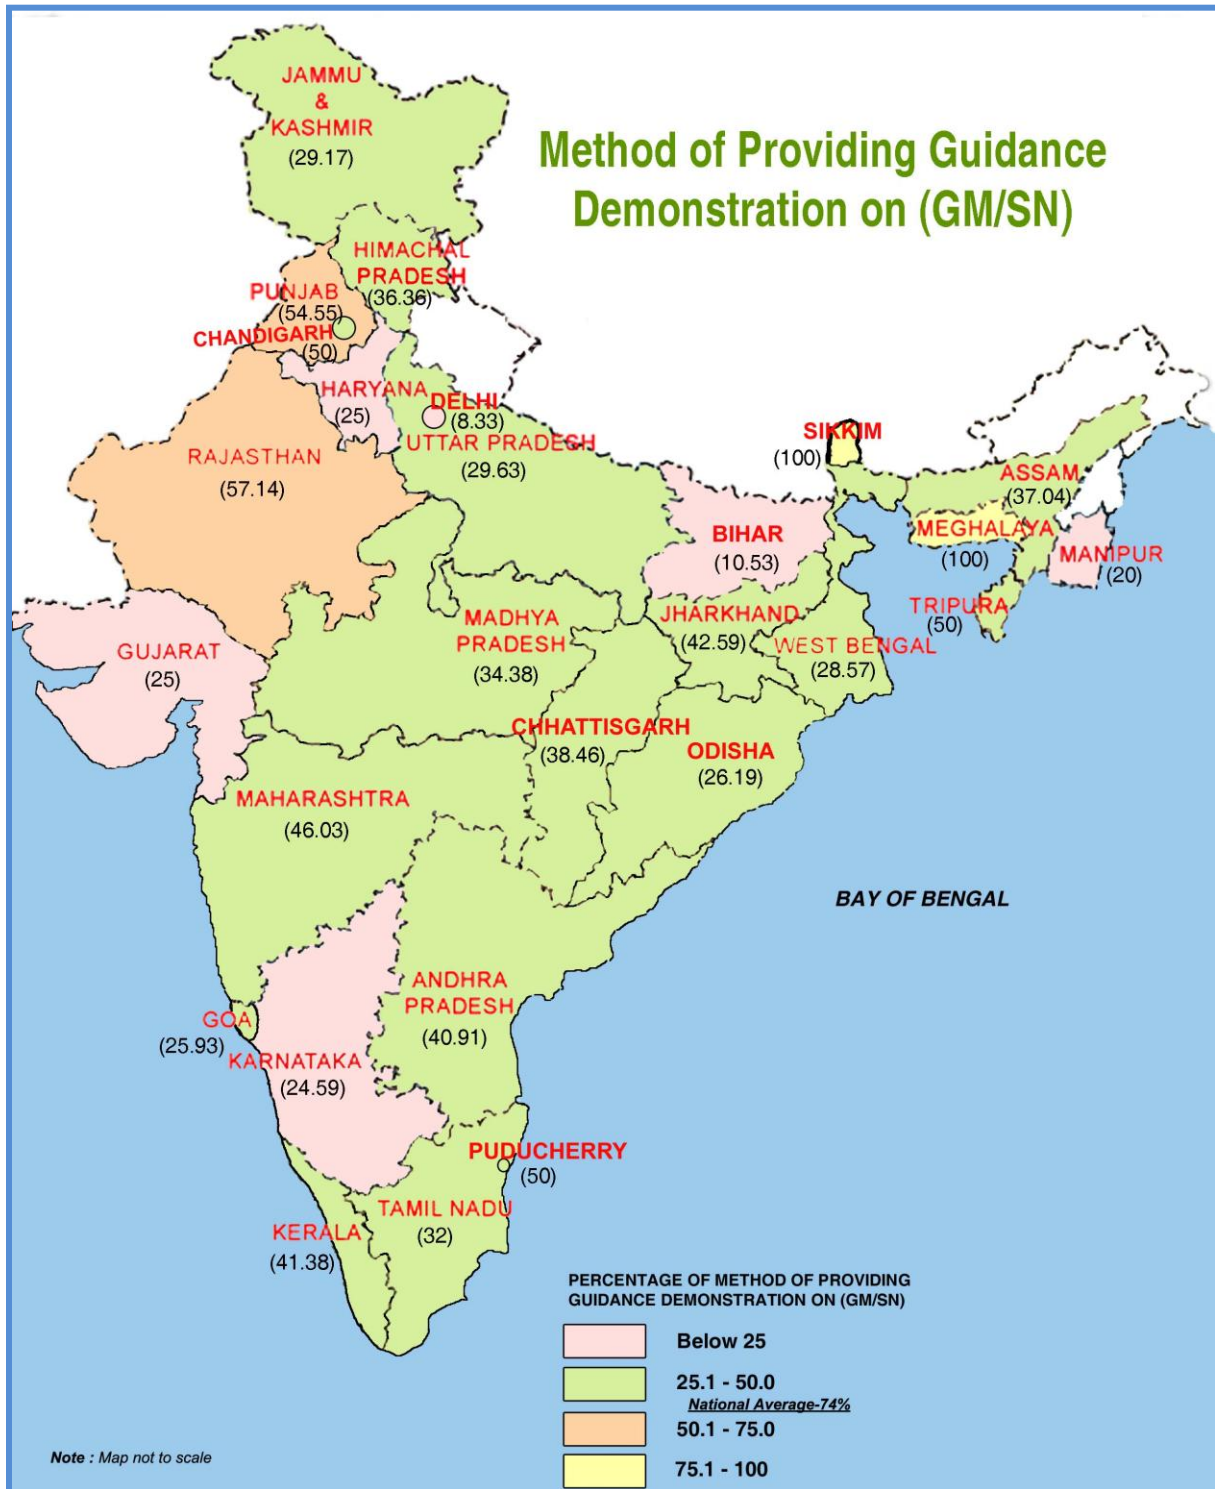 JAMMU
&
KASHMIR
(29.17)
Method of Providing Guidance
Demonstration on (GM/SN)
HIMACHAL
PRADESH
(36.36)
PUNJAB
(54.55)
CHANDIGARH
(50)
HARYANA
(25)
DELHI
(8.33)
UTTAR PRADESH
(29.63)
RAJASTHAN
(57.14)
SIKKIM
(100)
ASSAM
(37.04)
MEGHALAYA
(100)
MANIPUR
(20)
BIHAR
(10.53)
TRIPURA
(50)
JHARKHAND
(42.59)
WEST BENGAL
(28.57)
MADHYA
PRADESH
(34.38)
GUJARAT
(25)
CHHATTISGARH
(38.46)
ODISHA
(26.19)
MAHARASHTRA
(46.03)
BAY OF BENGAL
ANDHRA
PRADESH
(40.91)
GOA
(25.93)
KARNATAKA
(24.59)
PUDUCHERRY
(50)
TAMIL NADU
(32)
KERALA
(41.38)
PERCENTAGE OF METHOD OF PROVIDING
GUIDANCE DEMONSTRATION ON (GM/SN)
Below 25
25.1 - 50.0
National Average-74%
50.1 - 75.0
75.1 - 100
Note : Map not to scale